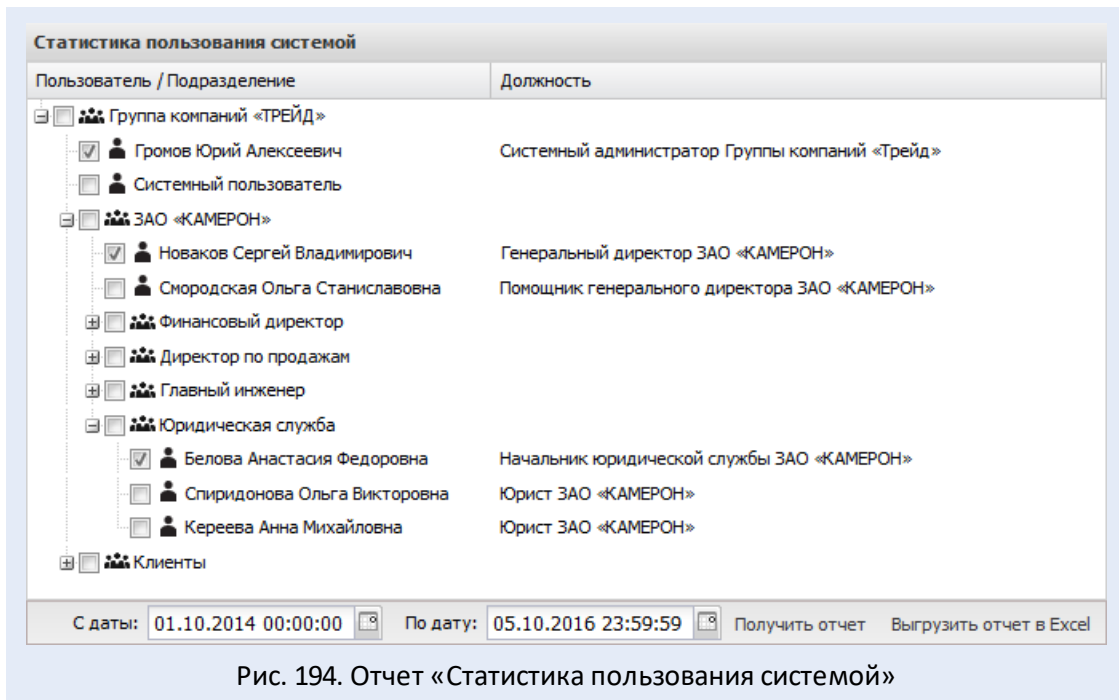 Статистика пользования системой
Пользователь / Подразделение Должность
Группа компаний «ТРЕЙД»
Громов Юрий Алексеевич Системный администратор Группы компаний «Трейд»
Системный пользователь
ЗАО «КАМЕРОН»
Новаков Сергей Владимирович Генеральный директор ЗАО «КАМЕРОН»
Смородская Ольга Станиславовна Помощник генерального директора ЗАО «КАМЕРОН»
Финансовый директор
Директор по продажам
Главный инженер
Юридическая служба
Белова Анастасия Федоровна Начальник юридической службы ЗАО «КАМЕРОН»
Спиридонова Ольга Викторовна Юрист ЗАО «КАМЕРОН»
Кереева Анна Михайловна Юрист ЗАО «КАМЕРОН»
Клиенты
С даты: 01.10.2014 00:00:00 По дату: 05.10.2016 23:59:59 Получить отчет Выгрузить отчет в Excel
Рис. 194. Отчет «Статистика пользования системой»